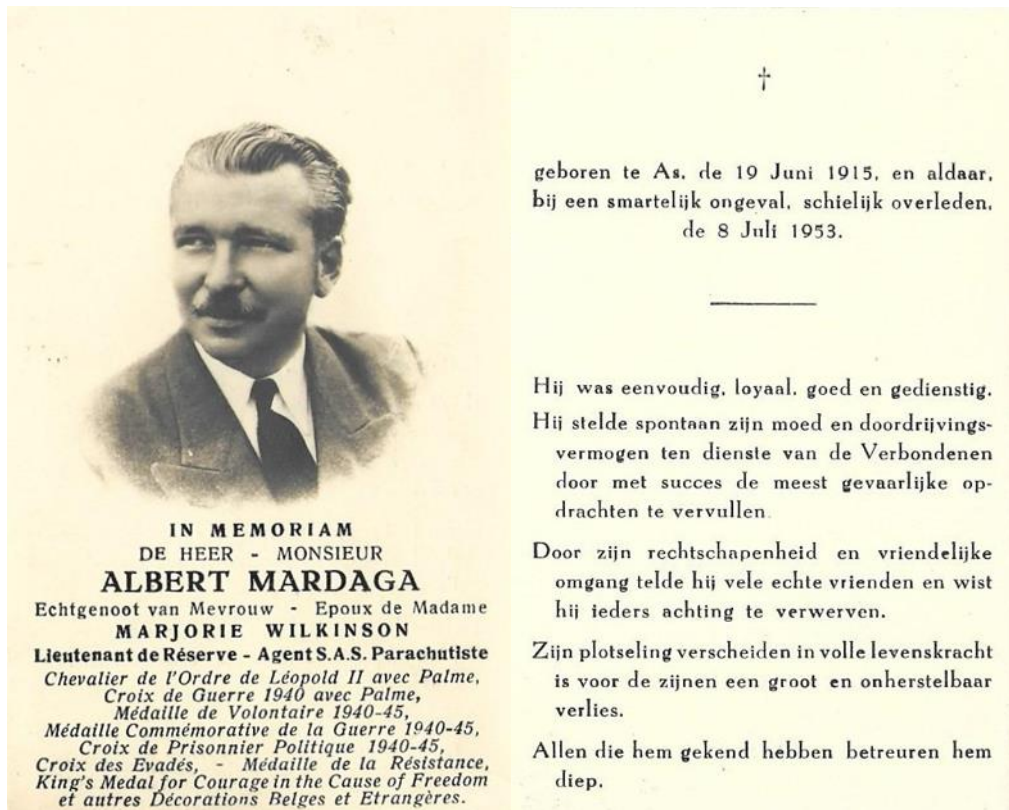 IN MEMORIAM
DE HEER - MONSIEUR
ALBERT MARDAGA
Echtgenoot van Mevrouw - Epoux de Madame
MARJORIE WILKINSON
Lieutenant de Réserve - Agent S.A.S. Parachutiste
Chevalier de l'Ordre de Léopold II avec Palme,
Croix de Guerre 1940 avec Palme,
Médaille de Volontaire 1940-45,
Médaille Commémorative de la Guerre 1940-45,
Croix de Prisonnier Politique 1940-45,
Croix des Evadés, - Médaille de la Résistance,
King's Medal for Courage in the Cause of Freedom
et autres Décorations Belges et Etrangères.
geboren te As, de 19 Juni 1915, en aldaar,
bij een smartelijk ongeval, schielijk overleden,
de 8 Juli 1953.
Hij was eenvoudig, loyaal, goed en gedienstig.
Hij stelde spontaan zijn moed en doordrijvings-
vermogen ten dienste van de Verbondenen
door met succes de meest gevaarlijke op-
drachten te vervullen.
Door zijn rechtschapenheid en vriendelijke
omgang telde hij vele echte vrienden en wist
hij ieders achting te verwerven.
Zijn plotseling verscheiden in volle levenskracht
is voor de zijnen een groot en onherstelbaar
verlies.
Allen die hem gekend hebben betreuren hem
diep.